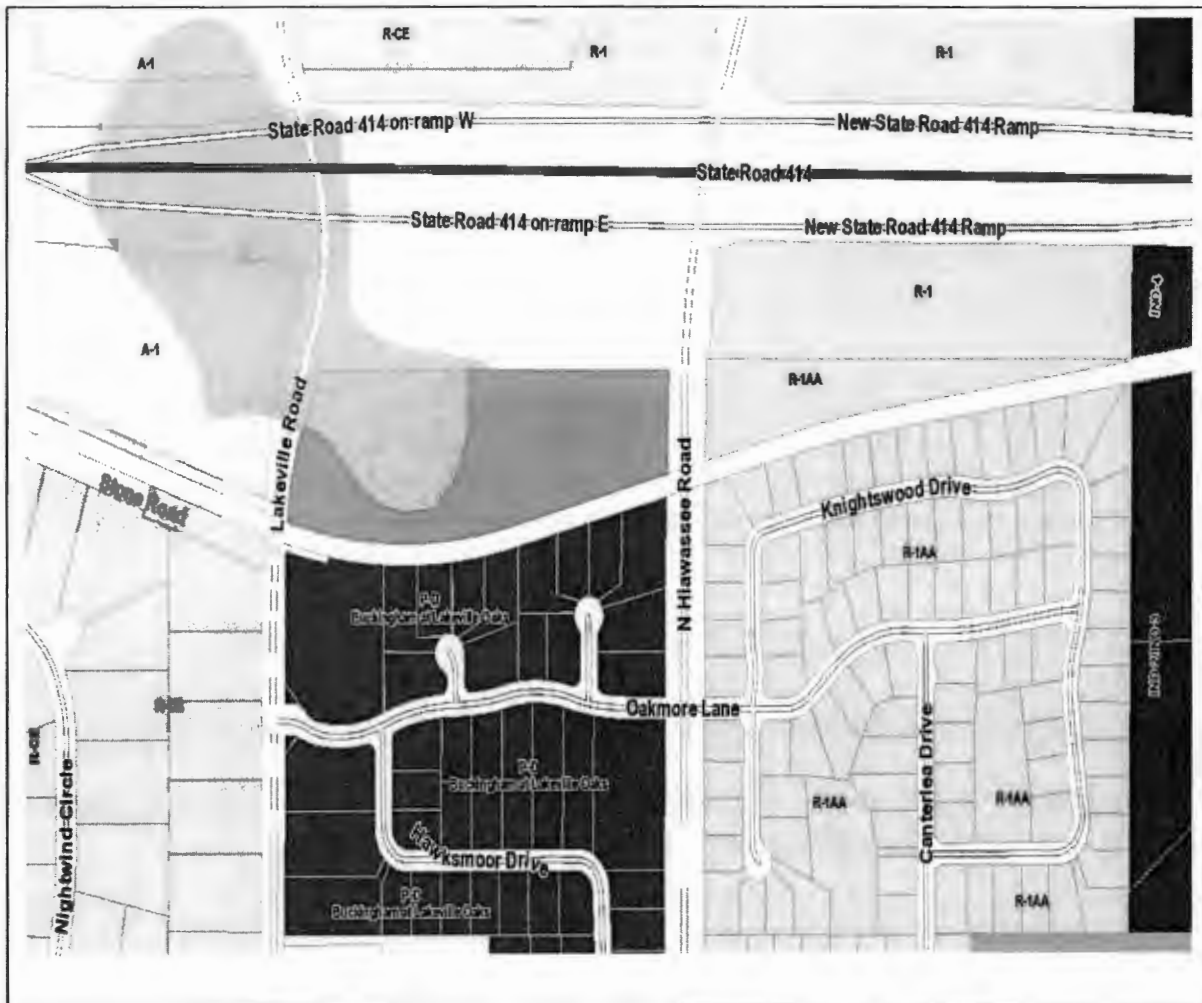 R-CE
R-1
R-1
A-1
State Road 414 on-ramp W
New State Road 414 Ramp
State Road 414
State Road 414 on-ramp E
New State Road 414 Ramp
R-1
A-1
R-1AA
Lakeville Road
N Hiawassee Road
Road
Knightswood Drive
R-1AA
P-D
Buckingham at Lakeville Oaks
Oakmore Lane
R-CE
Nightwind Circle
P-D
Buckingham at Lakeville Oaks
Canterlea Drive
R-1AA
R-1AA
Hawksmoor Drive
P-D
Buckingham at Lakeville Oaks
R-1AA